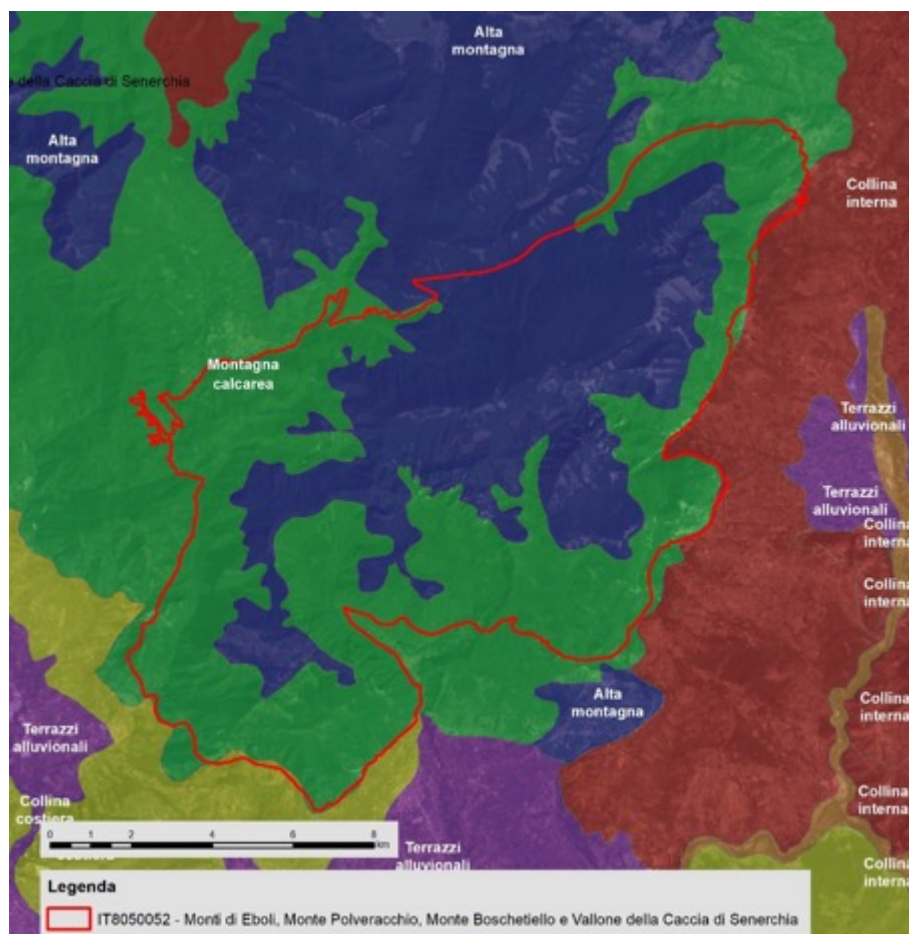 Alta
montagna
della Caccia di Senerchia
Alta
montagna
Collina
interna
Montagna
calcarea
Terrazzi
alluvionali
Terrazzi
alluvionali
Collina
interna
Collina
interna
Alta
montagna
Collina
interna
Terrazzi
alluvionali
Collina
interna
Collina
costiera
0 1 2 4 6 8
km
Terrazzi
alluvionali
Collina
interna
Legenda
IT8050052 - Monti di Eboli, Monte Polveracchio, Monte Boschetiello e Vallone della Caccia di Senerchia